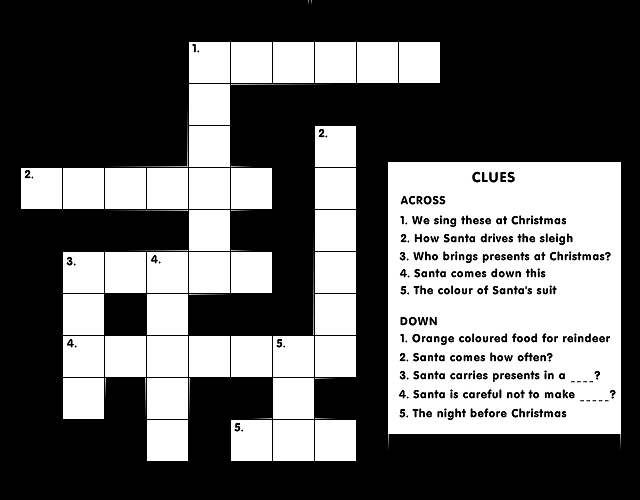 1.
2.
2.
3. 4.
4. 5.
5.
CLUES
ACROSS
1. We sing these at Christmas
2. How Santa drives the sleigh
3. Who brings presents at Christmas?
4. Santa comes down this
5. The colour of Santa's suit
DOWN
1. Orange coloured food for reindeer
2. Santa comes how often?
3. Santa carries presents in a ____?
4. Santa is careful not to make _____?
5. The night before Christmas